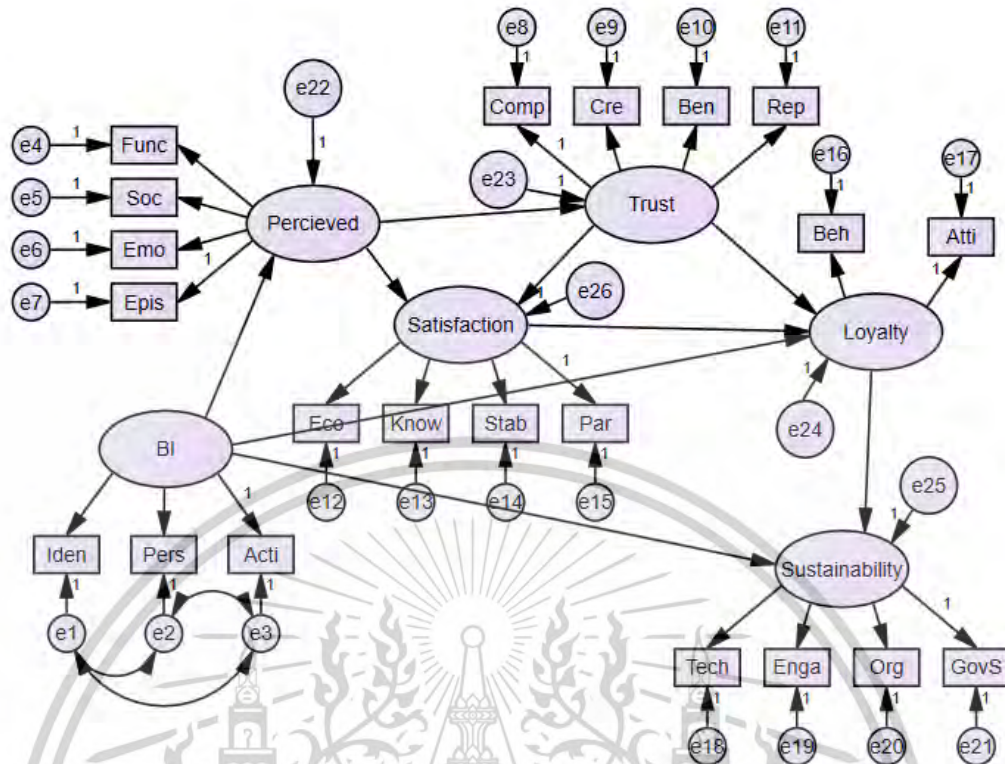 e8 e9 e10 e11
1 1 1 1
e22
Comp Cre Ben Rep
1
e4 1 Func
1
e16 e17
e23 1
1 1
e5 1 Soc
Percieved
Trust
Beh Atti
e6 1 Emo
1
1
e26
1
e7 1 Epis
Satisfaction
Loyalty
1
1
Eco Know Stab Par
e24
BI
1 1 1 1
e12 e13 e14 e15
e25
1
1
Iden Pers Acti
Sustainability
1 1 1
1
e1 e2 e3
Tech Enga Org GovS
1 1 1 1
e18 e19 e20 e21
?